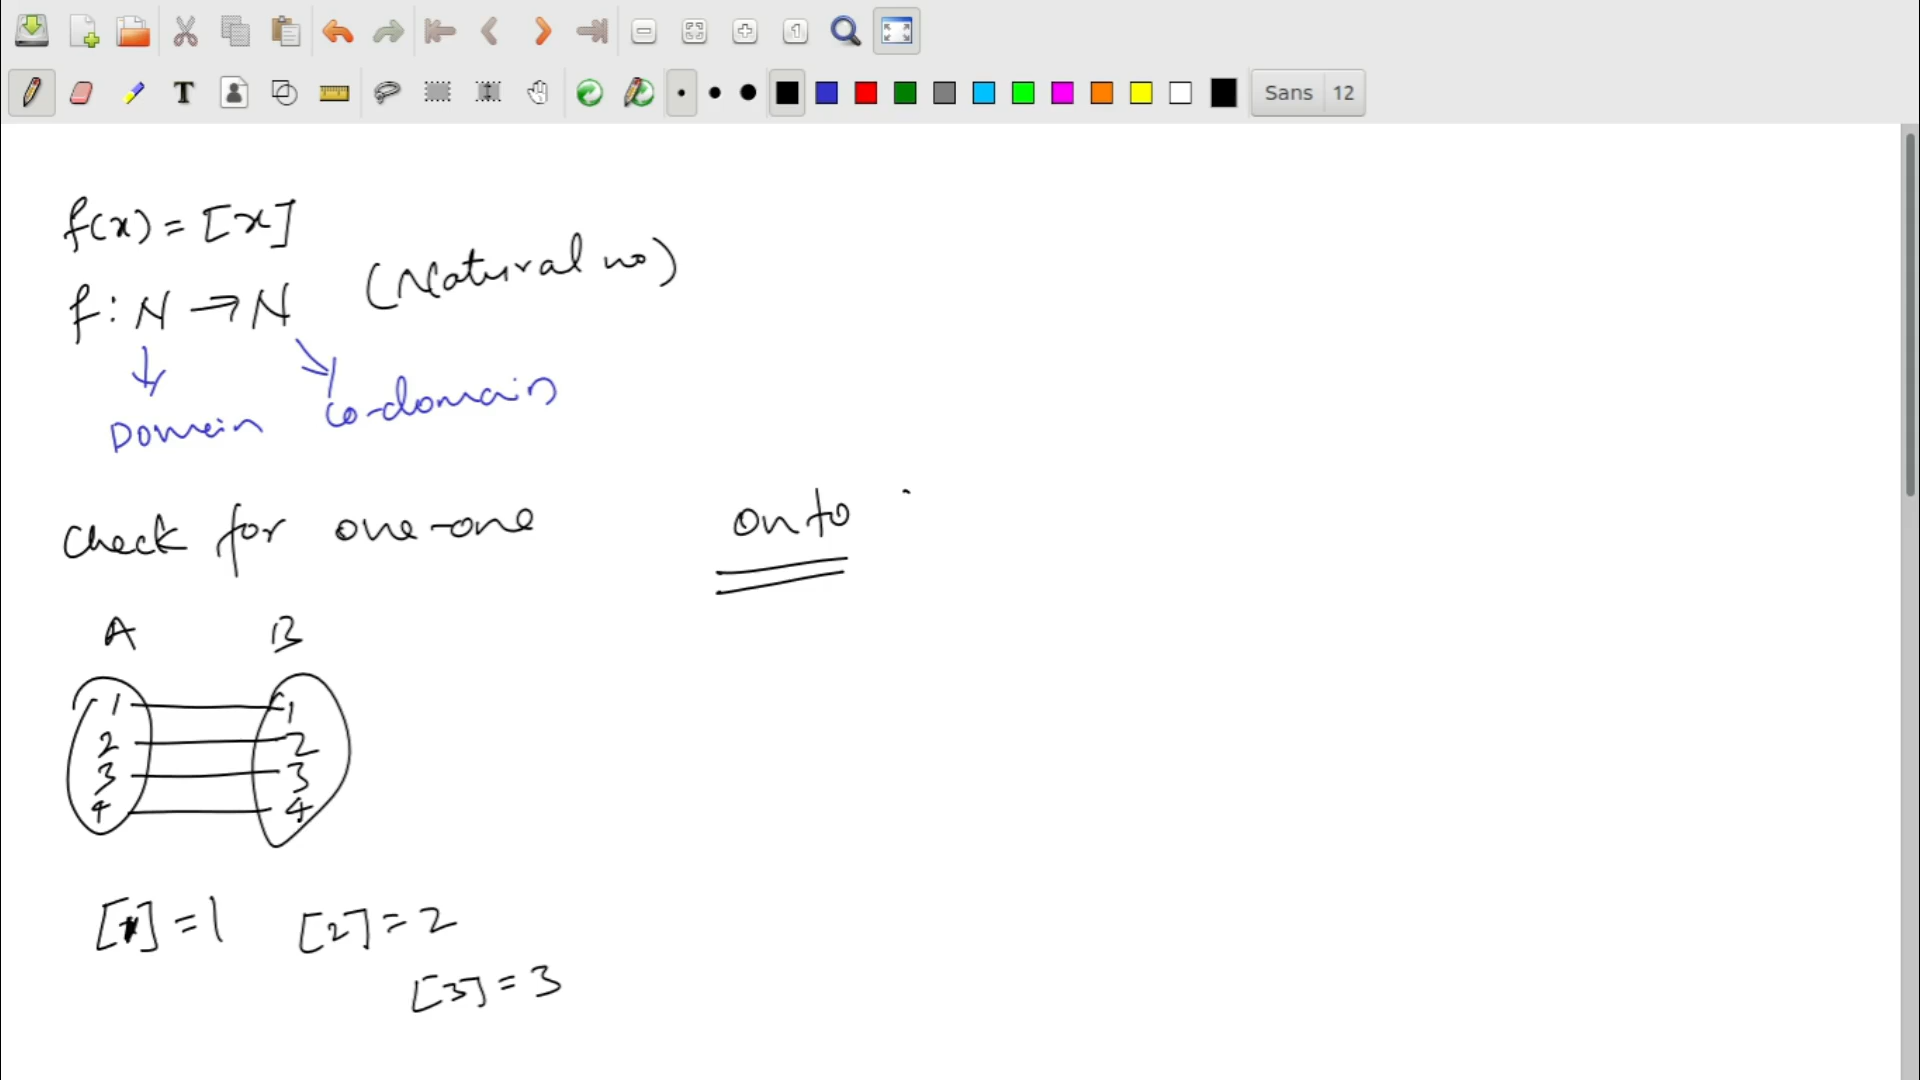 Sans 12
f(x) = [x]
f : N → N (Natural no)
Domain co-domain
check for one-one onto
A B
1 1
2 2
3 3
4 4
[1] = 1 [2] = 2
[3] = 3